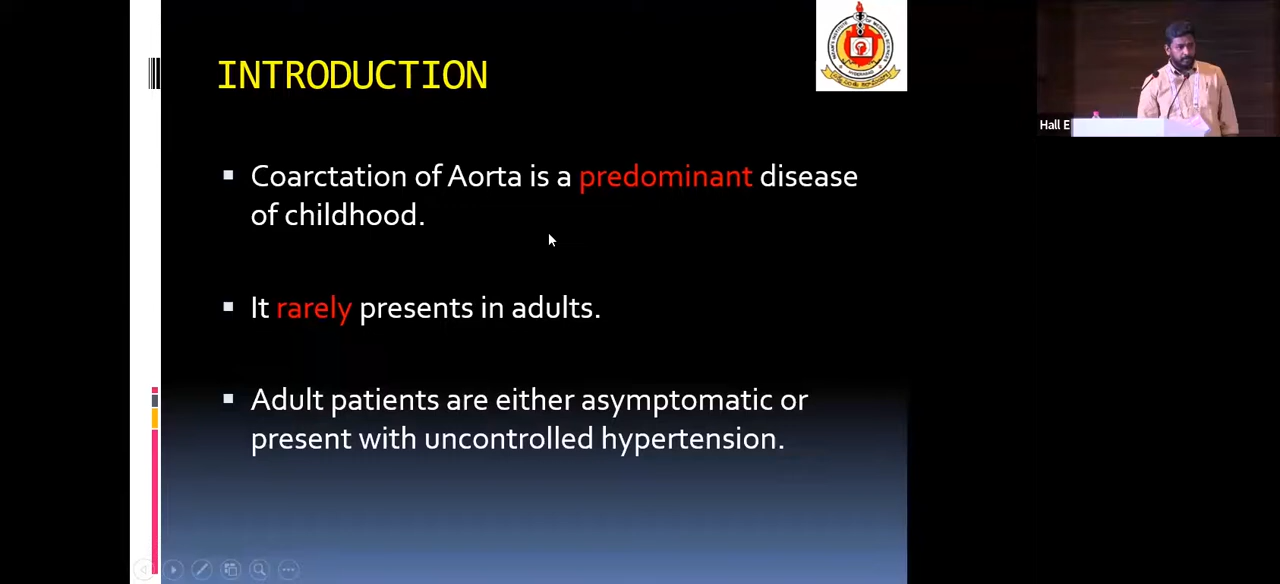 INTRODUCTION
Coarctation of Aorta is a predominant disease
of childhood.
It rarely presents in adults.
Adult patients are either asymptomatic or
present with uncontrolled hypertension.
Hall E